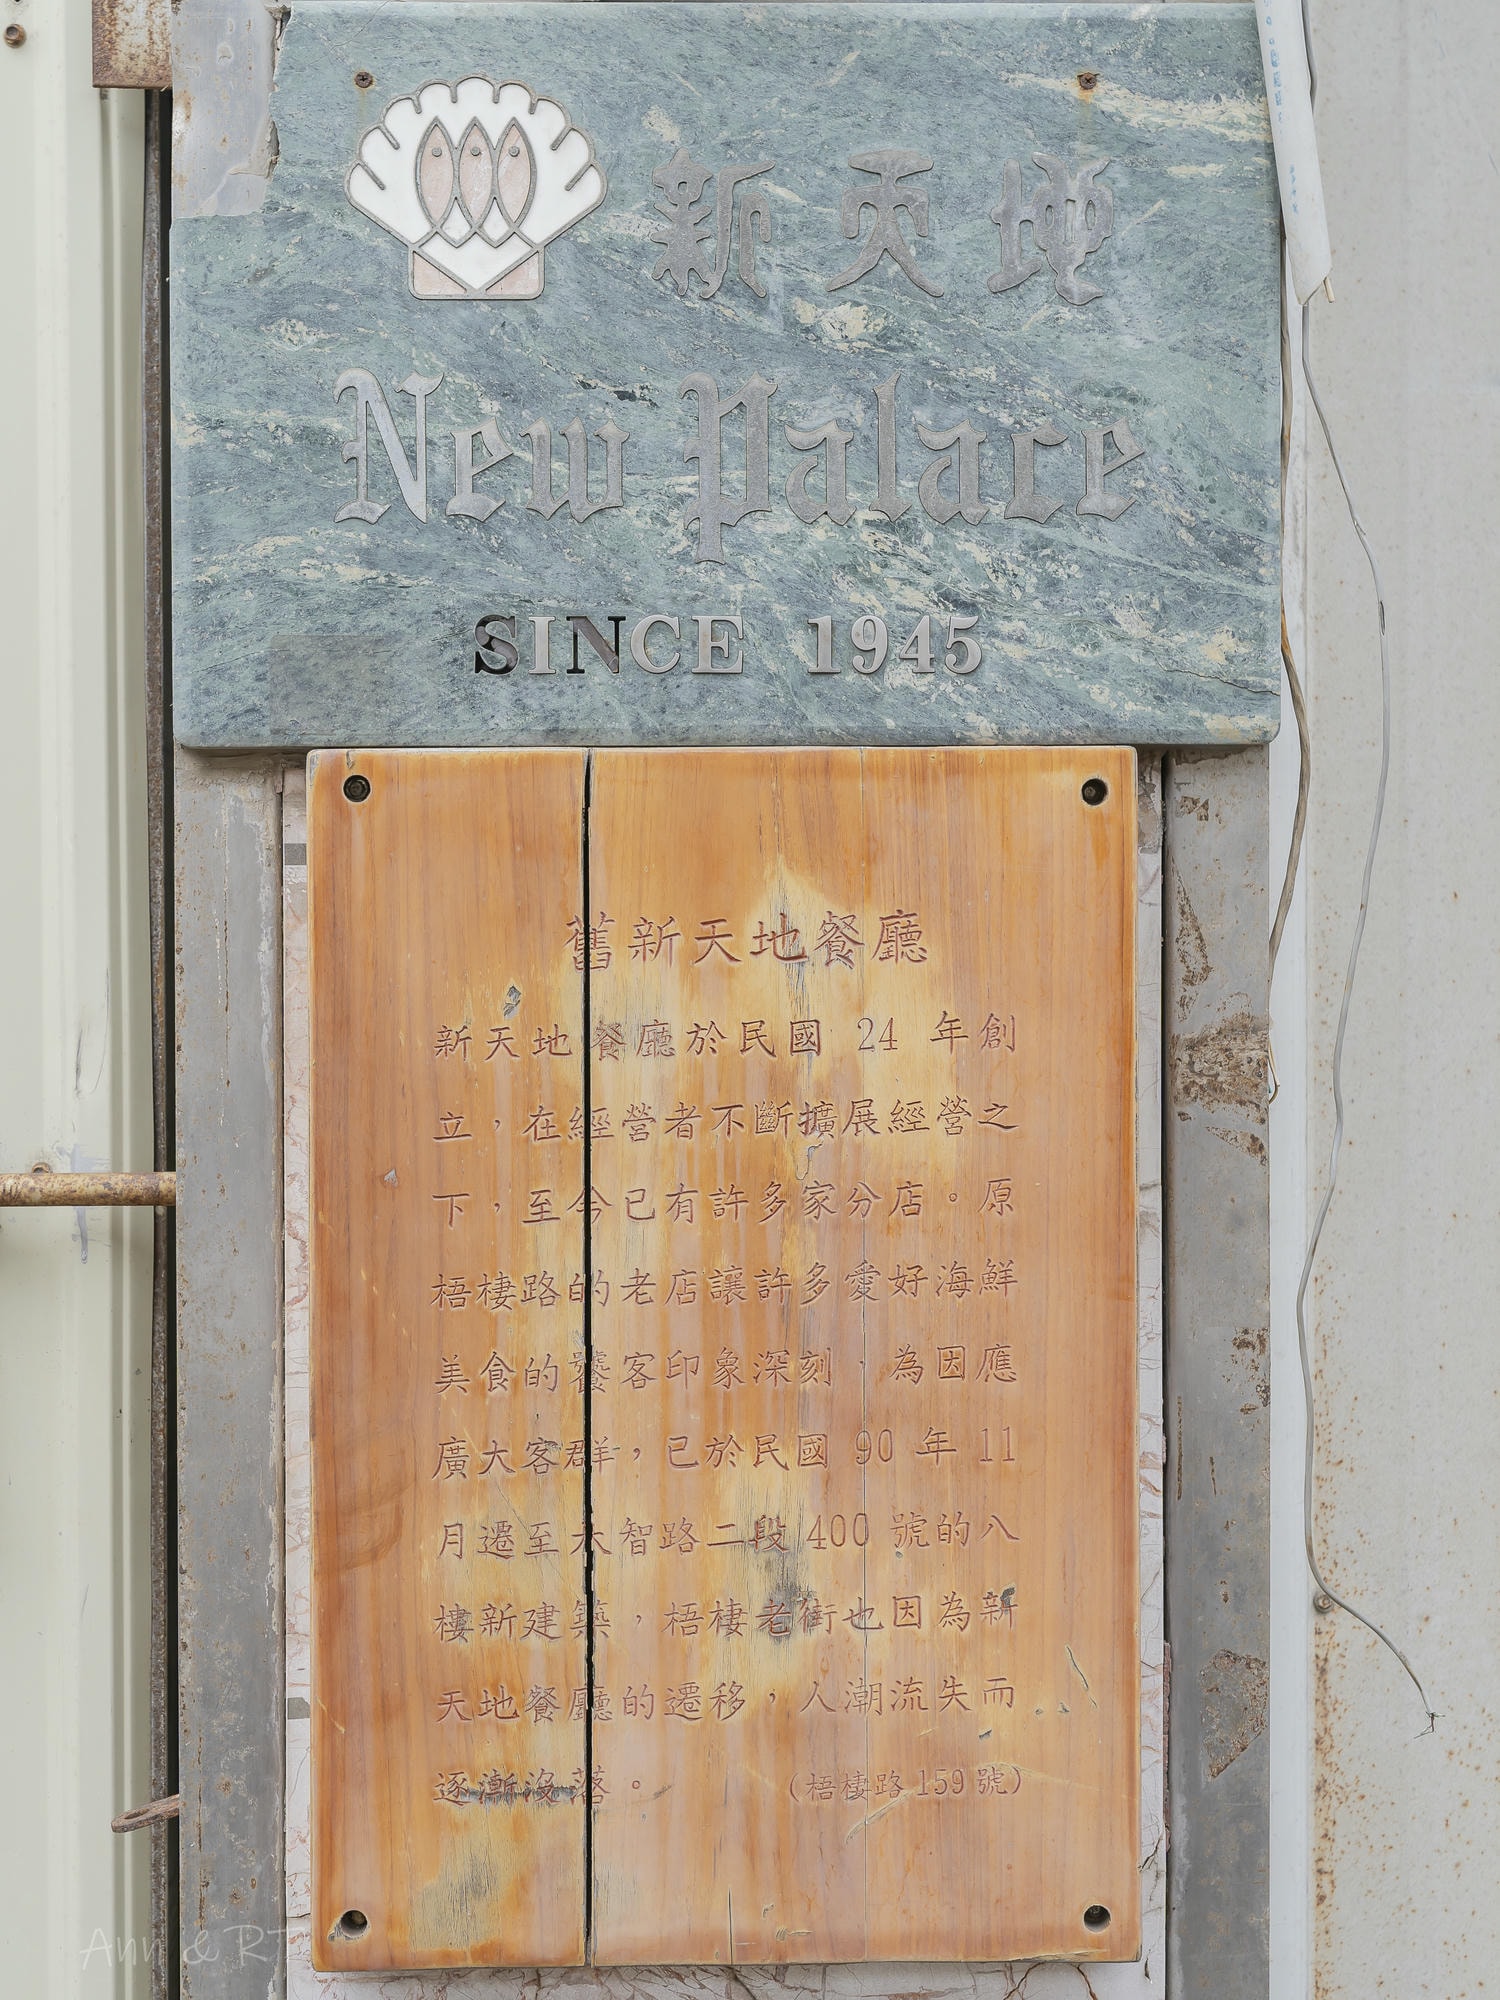 新天地
New Palace
SINCE 1945
舊新天地餐廳
新天地餐廳於民國 24 年創
立，在經營者不斷擴展經營之
下，至今已有許多家分店。原
梧棲路的老店讓許多愛好海鮮
美食的饕客印象深刻，為因應
廣大客群，已於民國 90 年 11
月遷至大智路二段 400 號的八
樓新建築，梧棲老街也因為新
天地餐廳的遷移，人潮流失而
逐漸沒落。 (梧棲路 159 號)
Ann & RT